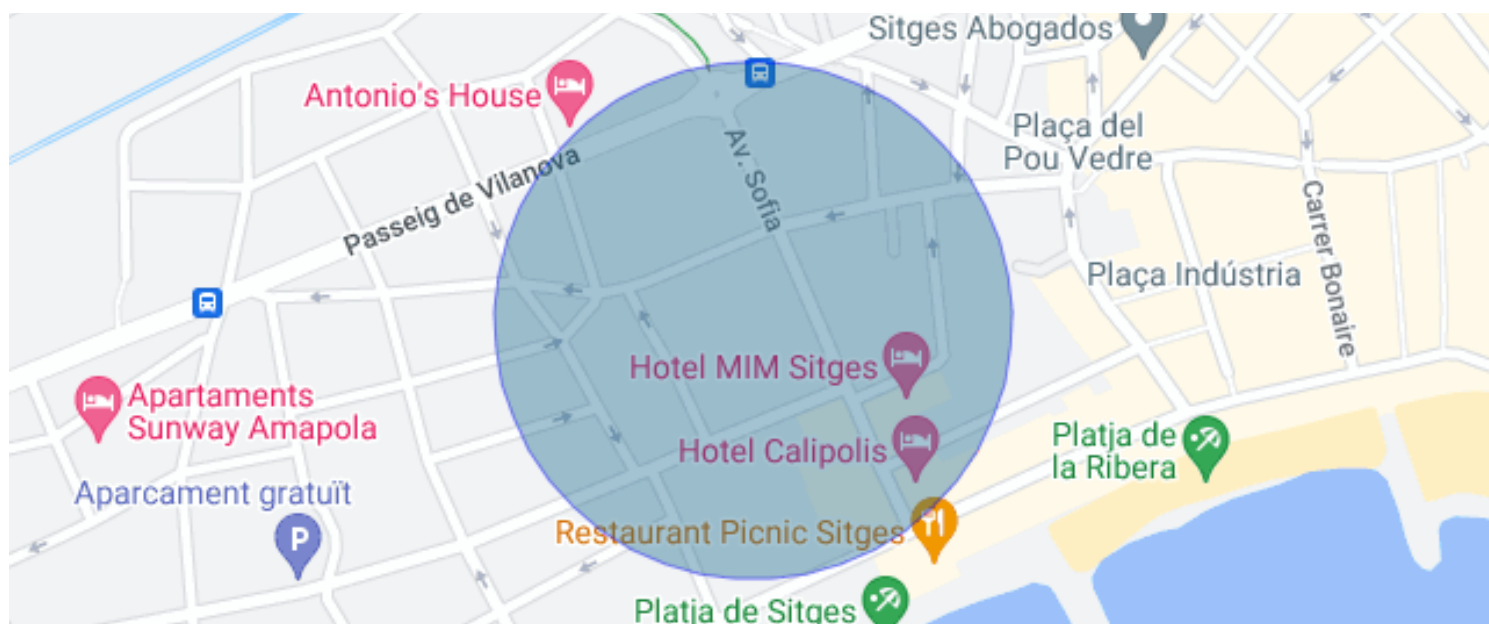 Sitges Abogados
Antonio's House
Plaça del
Pou Vedre
Av. Sofia
Passeig de Vilanova
Carrer Bonaire
Plaça Indústria
Hotel MIM Sitges
Apartaments
Sunway Amapola
Hotel Calipolis
Platja de
la Ribera
Aparcament gratuït
P
Restaurant Picnic Sitges
Platja de Sitges